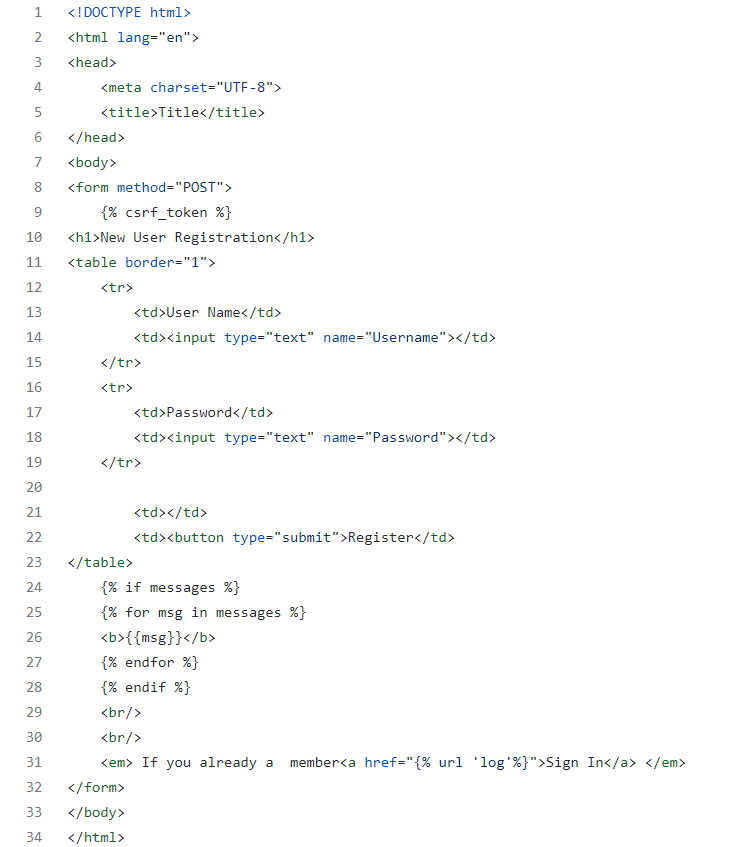 1 <!DOCTYPE html>
2 <html lang="en">
3 <head>
4     <meta charset="UTF-8">
5     <title>Title</title>
6 </head>
7 <body>
8 <form method="POST">
9     {% csrf_token %}
10 <h1>New User Registration</h1>
11 <table border="1">
12     <tr>
13         <td>User Name</td>
14         <td><input type="text" name="Username"></td>
15     </tr>
16     <tr>
17         <td>Password</td>
18         <td><input type="text" name="Password"></td>
19     </tr>
20
21         <td></td>
22         <td><button type="submit">Register</td>
23 </table>
24     {% if messages %}
25     {% for msg in messages %}
26     <b>{{msg}}</b>
27     {% endfor %}
28     {% endif %}
29     <br/>
30     <br/>
31     <em> If you already a  member<a href="{% url 'log'%}">Sign In</a> </em>
32 </form>
33 </body>
34 </html>